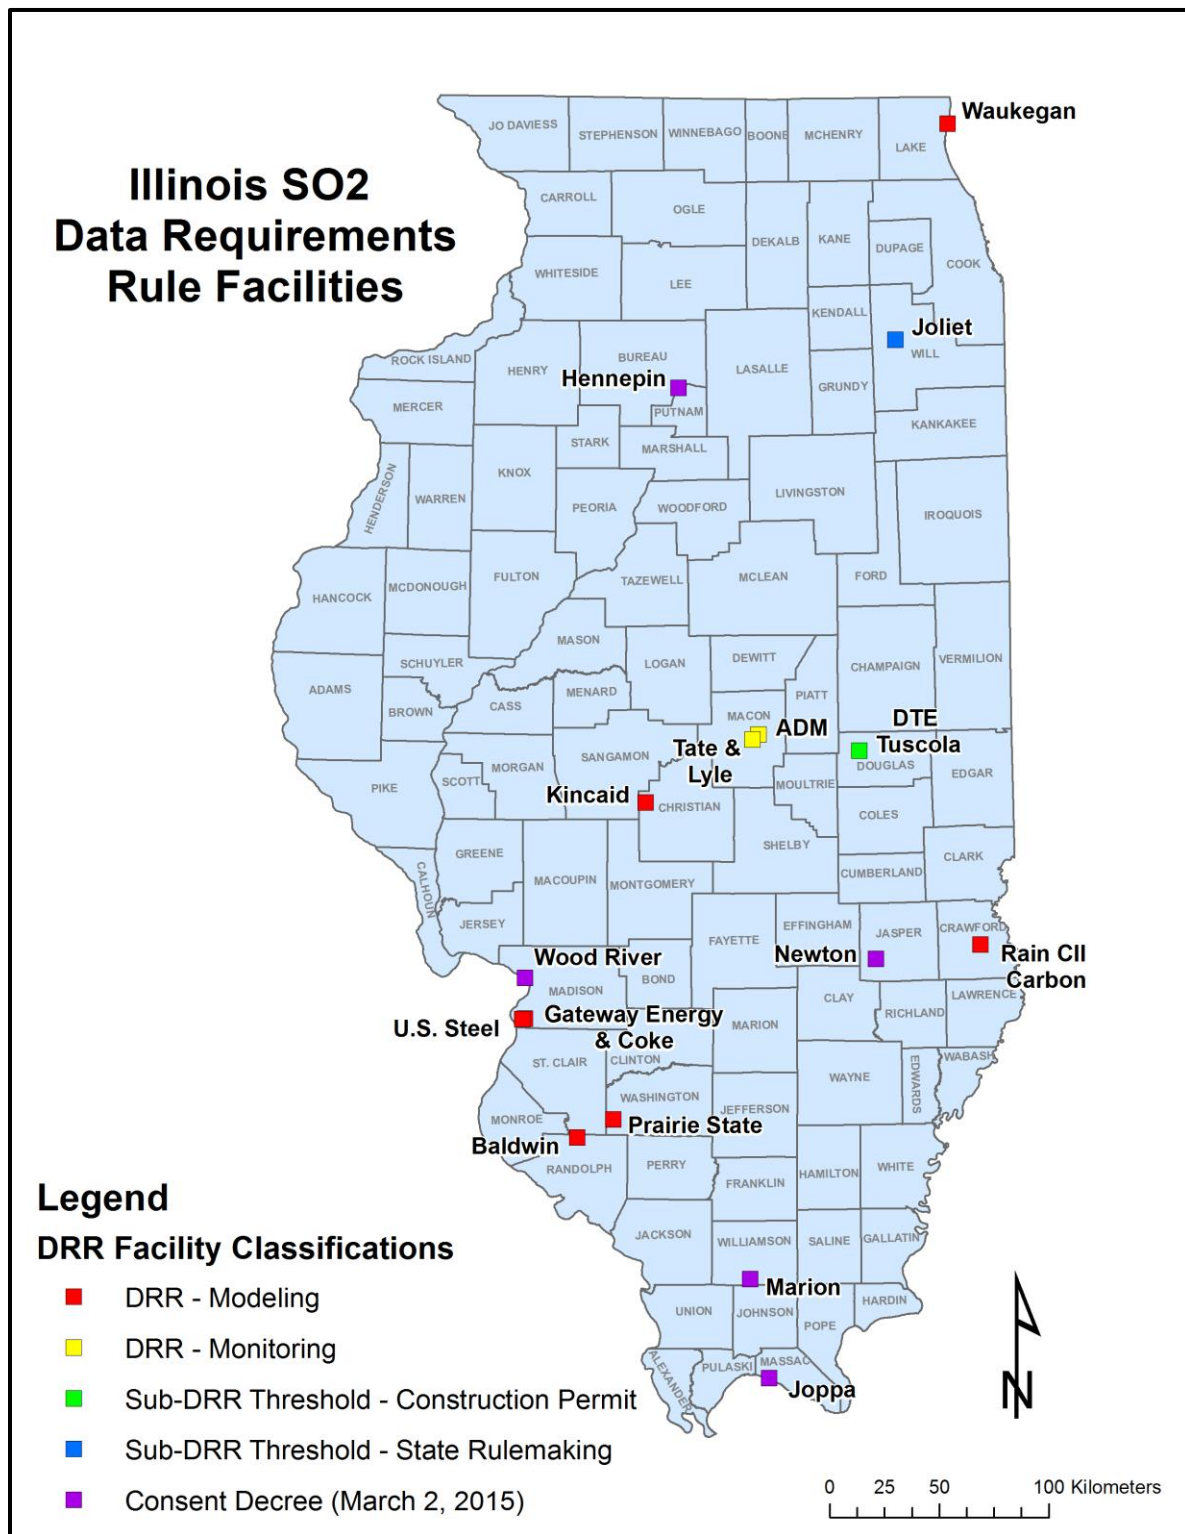 Illinois SO2
Data Requirements
Rule Facilities
Waukegan
JO DAVIESS
STEPHENSON
WINNEBAGO
BOONE
MCHENRY
LAKE
CARROLL
OGLE
DEKALB
KANE
DUPAGE
COOK
WHITESIDE
LEE
KENDALL
Joliet
WILL
ROCK ISLAND
HENRY
BUREAU
Hennepin
PUTNAM
LASALLE
GRUNDY
MERCER
KANKAKEE
STARK
MARSHALL
KNOX
HENDERSON
WARREN
PEORIA
WOODFORD
LIVINGSTON
IROQUOIS
FULTON
TAZEWELL
MCLEAN
FORD
HANCOCK
MCDONOUGH
MASON
SCHUYLER
LOGAN
DEWITT
CHAMPAIGN
VERMILION
ADAMS
BROWN
CASS
MENARD
PIATT
MACON
ADM
DTE
Tuscola
Tate &
Lyle
SANGAMON
DOUGLAS
EDGAR
MORGAN
SCOTT
PIKE
Kincaid
CHRISTIAN
MOULTRIE
COLES
SHELBY
GREENE
CALHOUN
MACOUPIN
MONTGOMERY
CUMBERLAND
CLARK
JERSEY
FAYETTE
EFFINGHAM
JASPER
CRAWFORD
Newton
Rain CII
Carbon
Wood River
MADISON
BOND
CLAY
RICHLAND
LAWRENCE
U.S. Steel
Gateway Energy
& Coke
MARION
ST. CLAIR
CLINTON
WAYNE
EDWARDS
WABASH
WASHINGTON
JEFFERSON
MONROE
Prairie State
Baldwin
RANDOLPH
PERRY
HAMILTON
WHITE
FRANKLIN
JACKSON
WILLIAMSON
SALINE
GALLATIN
Marion
UNION
JOHNSON
POPE
HARDIN
ALEXANDER
PULASKI
MASSAC
Joppa
Legend
DRR Facility Classifications
DRR - Modeling
DRR - Monitoring
Sub-DRR Threshold - Construction Permit
Sub-DRR Threshold - State Rulemaking
Consent Decree (March 2, 2015)
N
0 25 50 100 Kilometers